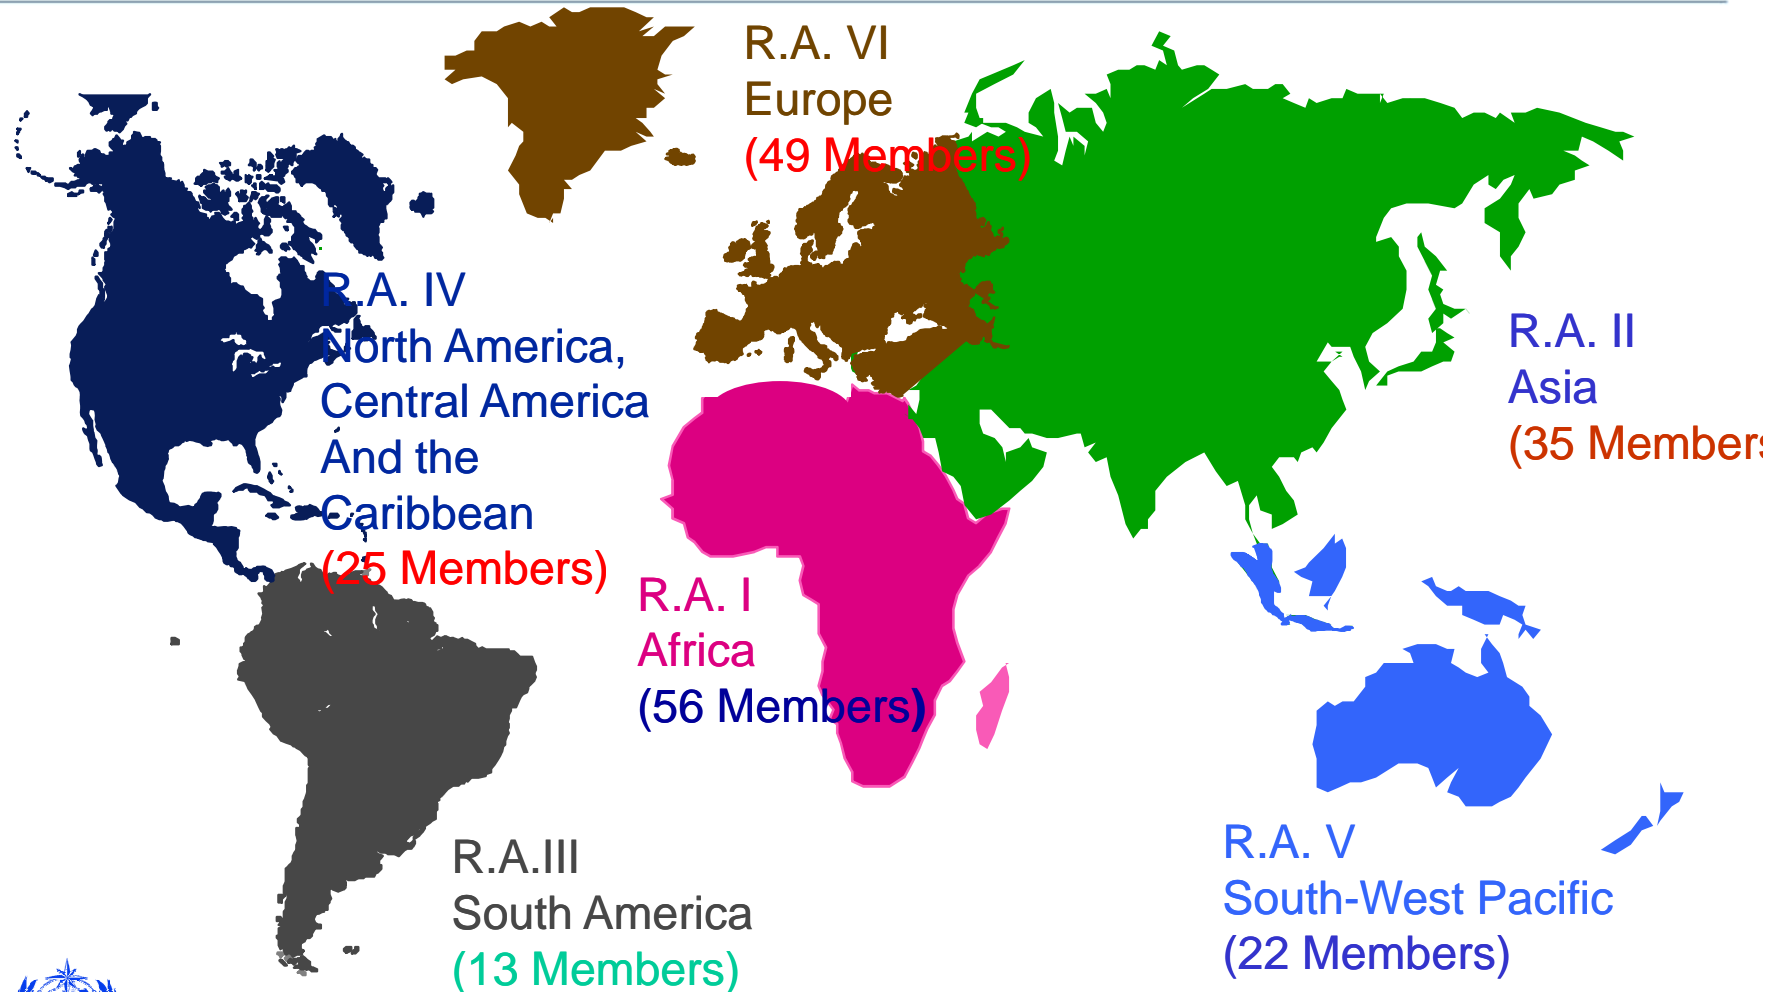 R.A. VI
Europe
(49 Members)
R.A. IV
North America,
Central America
And the
Caribbean
(25 Members)
R.A. II
Asia
(35 Members
R.A. I
Africa
(56 Members)
R.A.III
South America
(13 Members)
R.A. V
South-West Pacific
(22 Members)